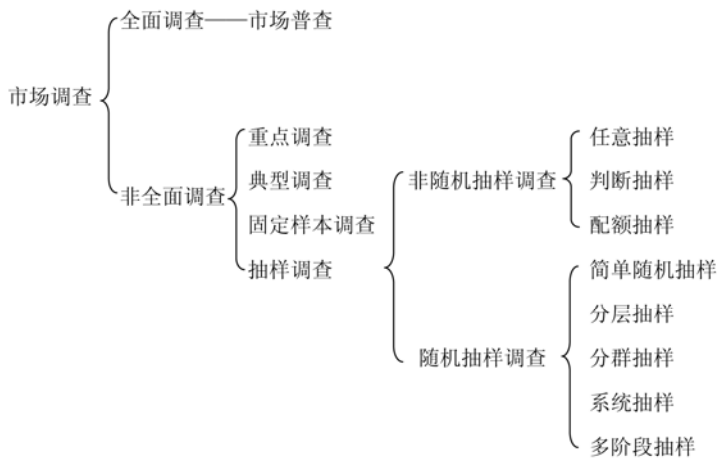 市场调查
全面调查——市场普查
非全面调查
重点调查
典型调查
固定样本调查
抽样调查
非随机抽样调查
任意抽样
判断抽样
配额抽样
随机抽样调查
简单随机抽样
分层抽样
分群抽样
系统抽样
多阶段抽样